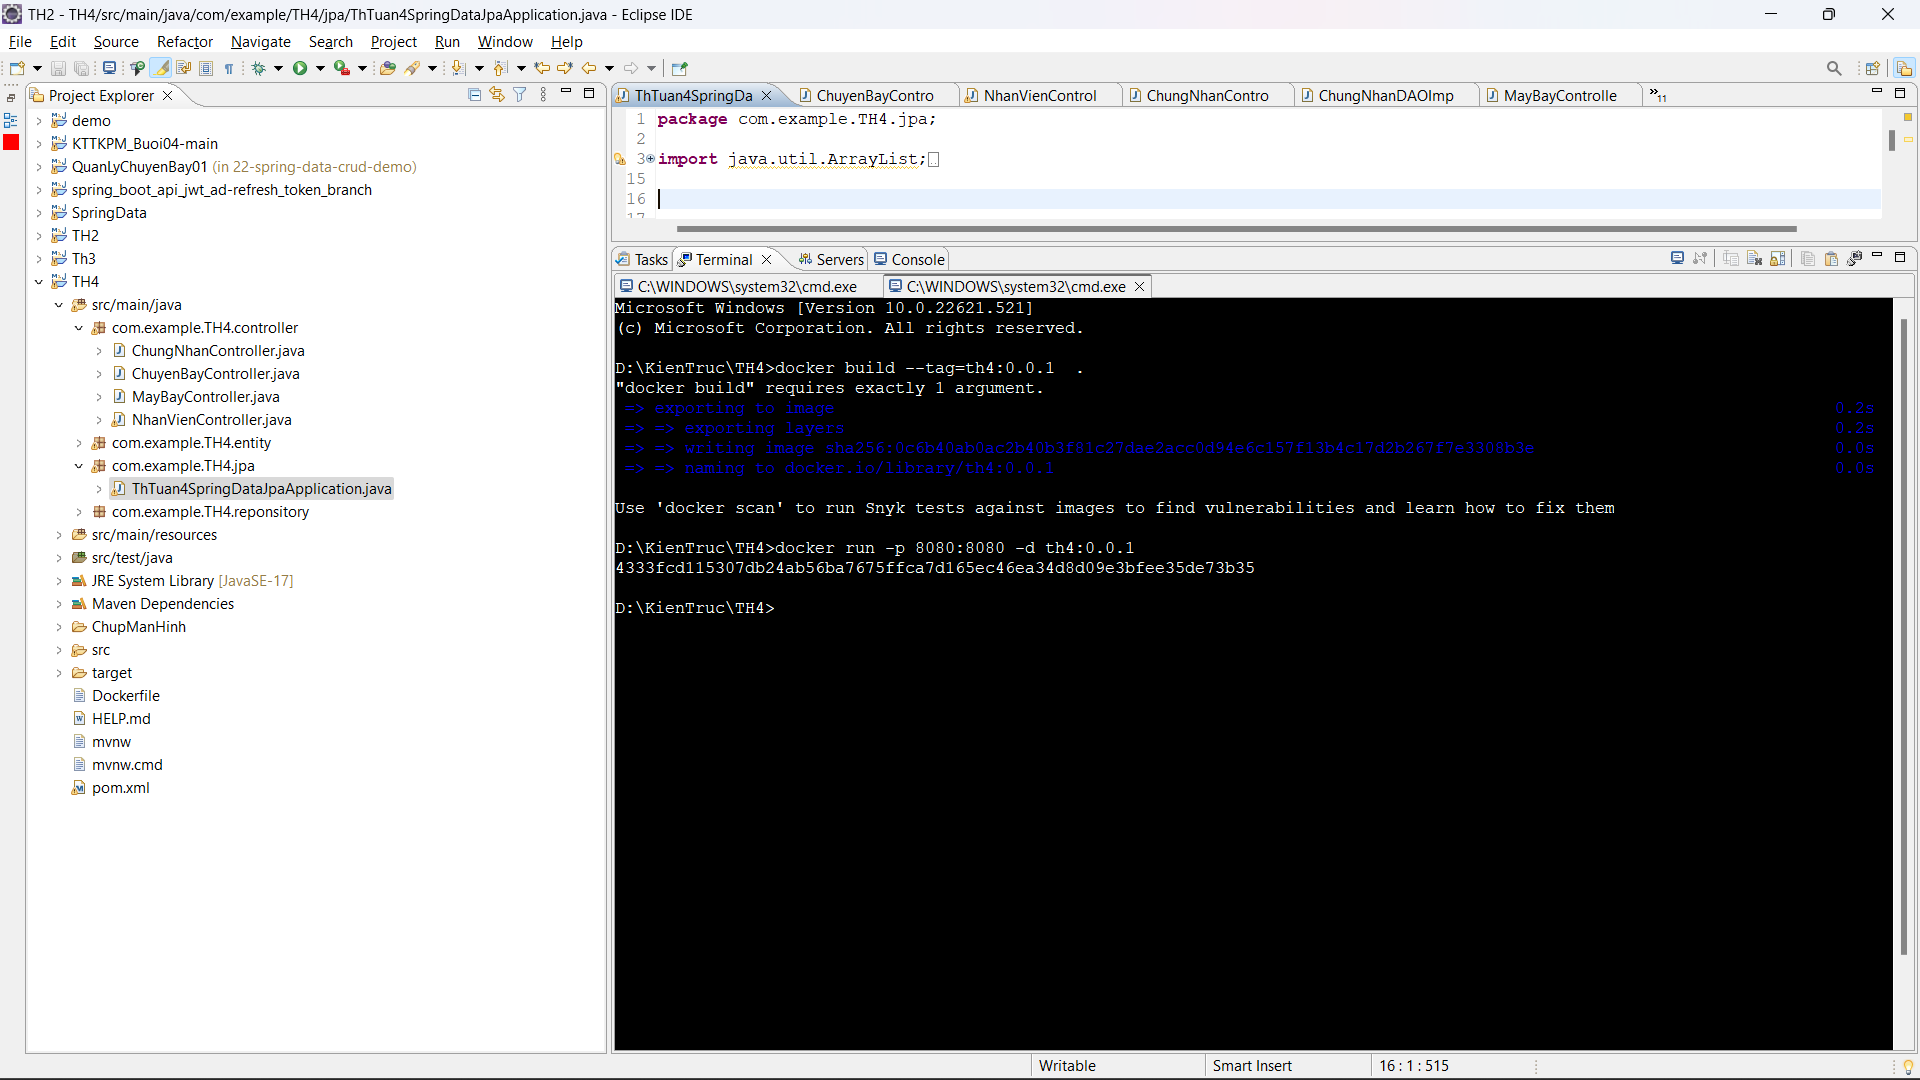 TH2 - TH4/src/main/java/com/example/TH4/jpa/ThTuan4SpringDataJpaApplication.java - Eclipse IDE
File Edit Source Refactor Navigate Search Project Run Window Help
Project Explorer
demo
KTTKPM_Buoi04-main
QuanLyChuyenBay01 (in 22-spring-data-crud-demo)
spring_boot_api_jwt_ad-refresh_token_branch
SpringData
TH2
Th3
TH4
src/main/java
com.example.TH4.controller
ChungNhanController.java
ChuyenBayController.java
MayBayController.java
NhanVienController.java
com.example.TH4.entity
com.example.TH4.jpa
ThTuan4SpringDataJpaApplication.java
com.example.TH4.reponsitory
src/main/resources
src/test/java
JRE System Library [JavaSE-17]
Maven Dependencies
ChupManHinh
src
target
Dockerfile
HELP.md
mvnw
mvnw.cmd
pom.xml
ThTuan4SpringDa ChuyenBayContro NhanVienControl ChungNhanContro ChungNhanDAOImp MayBayControlle »11
1 package com.example.TH4.jpa;
2
3 import java.util.ArrayList;
15
16
17
Tasks Terminal Servers Console
C:\WINDOWS\system32\cmd.exe C:\WINDOWS\system32\cmd.exe
Microsoft Windows [Version 10.0.22621.521]
(c) Microsoft Corporation. All rights reserved.
D:\KienTruc\TH4>docker build --tag=th4:0.0.1  .
"docker build" requires exactly 1 argument.
=> exporting to image 0.2s
=> => exporting layers 0.2s
=> => writing image sha256:0c6b40ab0ac2b40b3f81c27dae2acc0d94e6c157f13b4c17d2b267f7e3308b3e 0.0s
=> => naming to docker.io/library/th4:0.0.1 0.0s
Use 'docker scan' to run Snyk tests against images to find vulnerabilities and learn how to fix them
D:\KienTruc\TH4>docker run -p 8080:8080 -d th4:0.0.1
4333fcd115307db24ab56ba7675ffca7d165ec46ea34d8d09e3bfee35de73b35
D:\KienTruc\TH4>
Writable Smart Insert 16 : 1 : 515